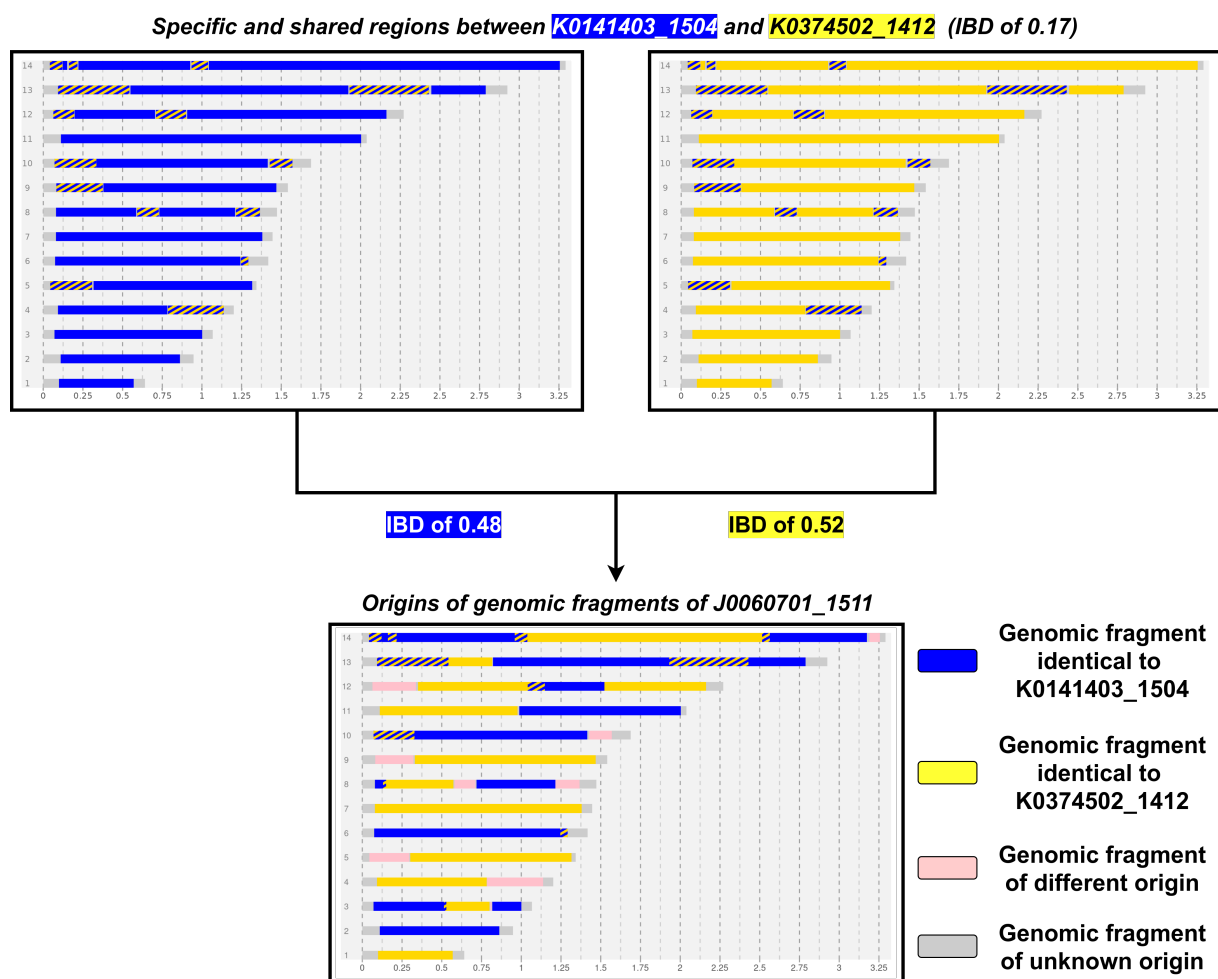 Specific and shared regions between K0141403_1504 and K0374502_1412 (IBD of 0.17)
14
13
12
11
10
9
8
7
6
5
4
3
2
1
0 0.25 0.5 0.75 1 1.25 1.5 1.75 2 2.25 2.5 2.75 3 3.25
14
13
12
11
10
9
8
7
6
5
4
3
2
1
0 0.25 0.5 0.75 1 1.25 1.5 1.75 2 2.25 2.5 2.75 3 3.25
IBD of 0.48
IBD of 0.52
Origins of genomic fragments of J0060701_1511
14
13
12
11
10
9
8
7
6
5
4
3
2
1
0 0.25 0.5 0.75 1 1.25 1.5 1.75 2 2.25 2.5 2.75 3 3.25
Genomic fragment
identical to
K0141403_1504
Genomic fragment
identical to
K0374502_1412
Genomic fragment
of different origin
Genomic fragment
of unknown origin